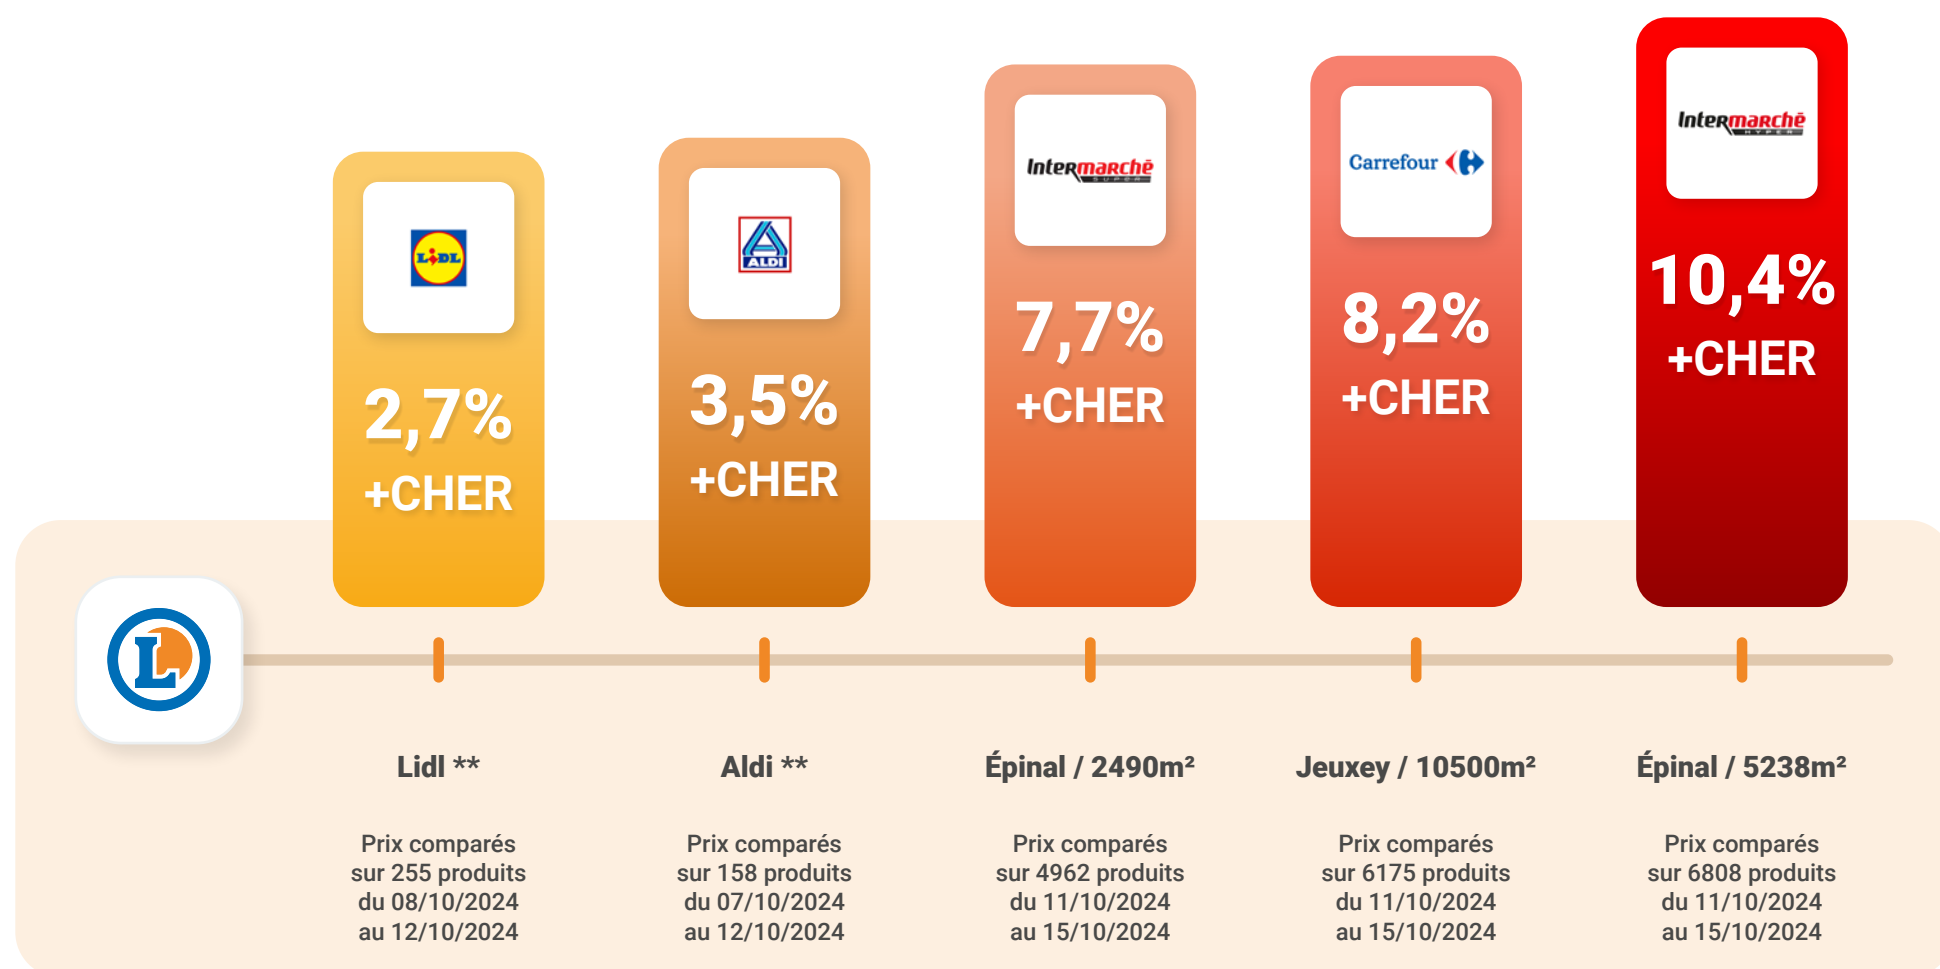 LIDL
2,7%
+CHER
ALDI
3,5%
+CHER
Intermarchē
SUPER
7,7%
+CHER
Carrefour
8,2%
+CHER
Intermarchē
HYPER
10,4%
+CHER
L
Lidl **
Prix comparés
sur 255 produits
du 08/10/2024
au 12/10/2024
Aldi **
Prix comparés
sur 158 produits
du 07/10/2024
au 12/10/2024
Épinal / 2490m²
Prix comparés
sur 4962 produits
du 11/10/2024
au 15/10/2024
Jeuxey / 10500m²
Prix comparés
sur 6175 produits
du 11/10/2024
au 15/10/2024
Épinal / 5238m²
Prix comparés
sur 6808 produits
du 11/10/2024
au 15/10/2024